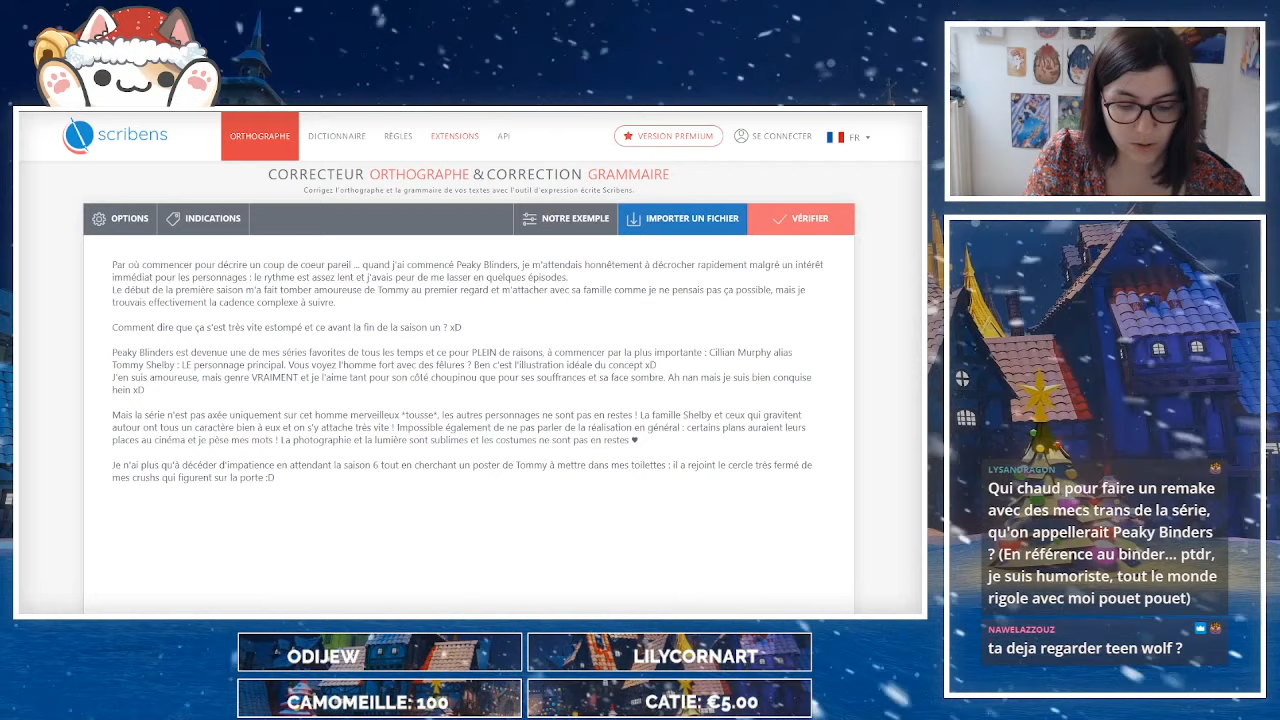 scribens
ORTHOGRAPHE
DICTIONNAIRE
RÈGLES
EXTENSIONS
API
VERSION PREMIUM
SE CONNECTER
FR
CORRECTEUR ORTHOGRAPHE & CORRECTION GRAMMAIRE
Corrigez l'orthographe et la grammaire de vos textes avec l'outil d'expression écrite Scribens.
OPTIONS
INDICATIONS
NOTRE EXEMPLE
IMPORTER UN FICHIER
VÉRIFIER
Par où commencer pour décrire un coup de coeur pareil ... quand j'ai commencé Peaky Blinders, je m'attendais honnêtement à décrocher rapidement malgré un intérêt
immédiat pour les personnages : le rythme est assez lent et j'avais peur de me lasser en quelques épisodes.
Le début de la première saison m'a fait tomber amoureuse de Tommy au premier regard et m'attacher avec sa famille comme je ne pensais pas ça possible, mais je
trouvais effectivement la cadence complexe à suivre.
Comment dire que ça s'est très vite estompé et ce avant la fin de la saison un ? xD
Peaky Blinders est devenue une de mes séries favorites de tous les temps et ce pour PLEIN de raisons, à commencer par la plus importante : Cillian Murphy alias
Tommy Shelby : LE personnage principal. Vous voyez l'homme fort avec des fêlures ? Ben c'est l'illustration idéale du concept xD
J'en suis amoureuse, mais genre VRAIMENT et je l'aime tant pour son côté choupinou que pour ses souffrances et sa face sombre. Ah nan mais je suis bien conquise
hein xD
Mais la série n'est pas axée uniquement sur cet homme merveilleux *tousse*, les autres personnages ne sont pas en restes ! La famille Shelby et ceux qui gravitent
autour ont tous un caractère bien à eux et on s'y attache très vite ! Impossible également de ne pas parler de la réalisation en général : certains plans auraient leurs
places au cinéma et je pèse mes mots ! La photographie et la lumière sont sublimes et les costumes ne sont pas en restes ♥
Je n'ai plus qu'à décéder d'impatience en attendant la saison 6 tout en cherchant un poster de Tommy à mettre dans mes toilettes : il a rejoint le cercle très fermé de
mes crushs qui figurent sur la porte :D
LYSANDRAGON
Qui chaud pour faire un remake
avec des mecs trans de la série,
qu'on appellerait Peaky Binders
? (En référence au binder... ptdr,
je suis humoriste, tout le monde
rigole avec moi pouet pouet)
NAWELAZZOUZ
ta deja regarder teen wolf ?
ODIJEW
LILYCORNART
CAMOMEILLE: 100
CATIE: €5.00